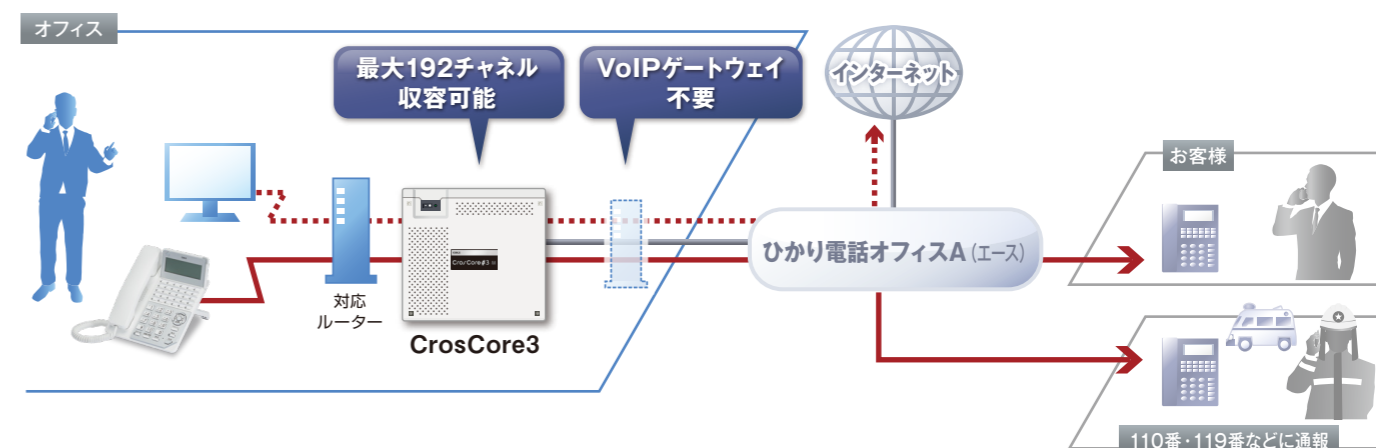 オフィス
最大192チャネル
収容可能
VoIPゲートウェイ
不要
インターネット
お客様
ひかり電話オフィスA(エース)
対応
ルーター
CrosCore3
CrosCore3
110番・119番などに通報